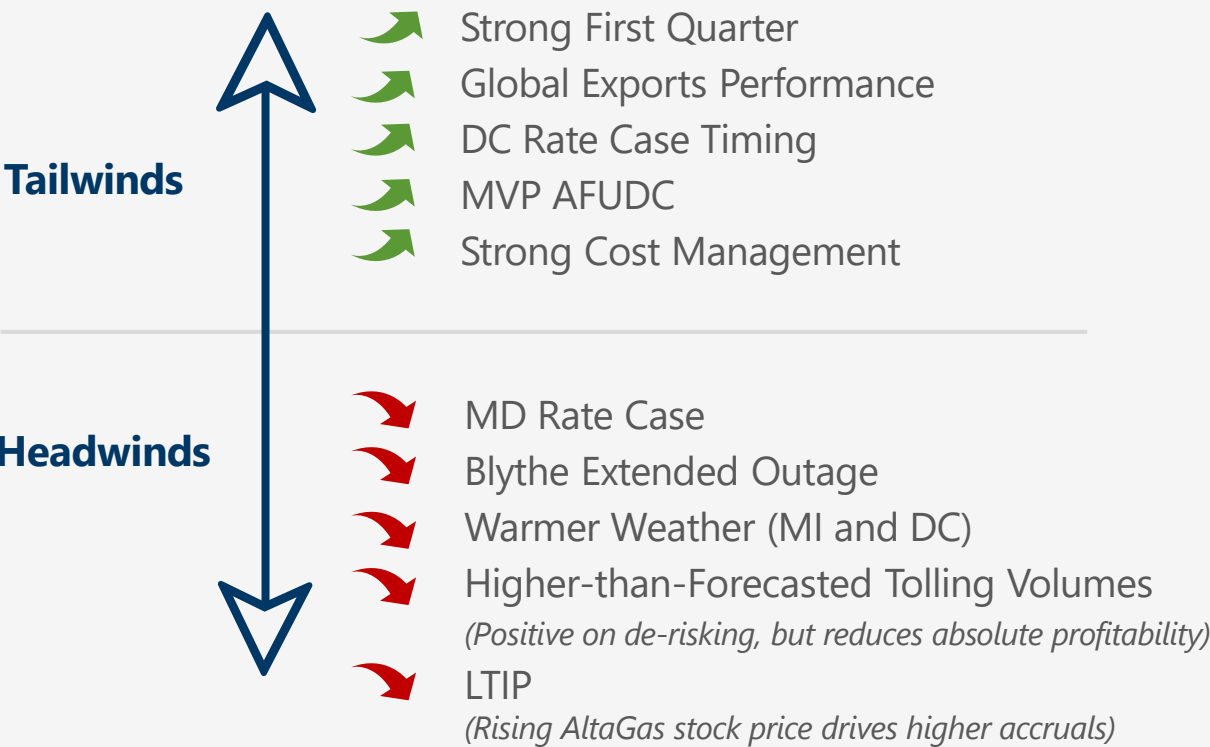 Tailwinds
Strong First Quarter
Global Exports Performance
DC Rate Case Timing
MVP AFUDC
Strong Cost Management
Headwinds
MD Rate Case
Blythe Extended Outage
Warmer Weather (MI and DC)
Higher-than-Forecasted Tolling Volumes
(Positive on de-risking, but reduces absolute profitability)
LTIP
(Rising AltaGas stock price drives higher accruals)